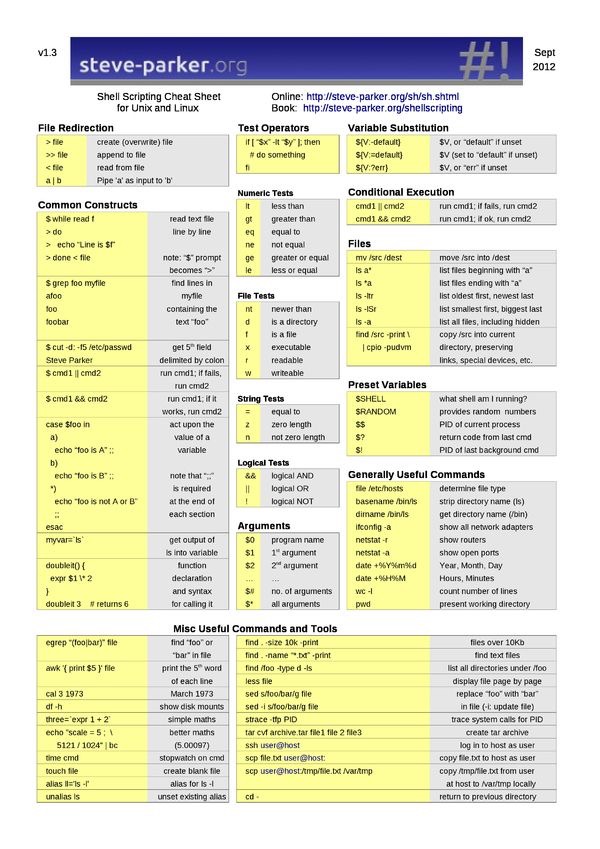 v1.3
steve-parker.org
#!
Sept
2012
Shell Scripting Cheat Sheet
for Unix and Linux
Online: http://steve-parker.org/sh/sh.shtml
Book: http://steve-parker.org/shellscripting
File Redirection
> file create (overwrite) file
>> file append to file
< file read from file
a | b Pipe 'a' as input to 'b'
Common Constructs
$ while read f read text file
> do line by line
> echo "Line is $f"
> done < file note: "$" prompt
becomes ">"
$ grep foo myfile find lines in
afoo myfile
foo containing the
foobar text "foo"
$ cut -d: -f5 /etc/passwd get 5th field
Steve Parker delimited by colon
$ cmd1 || cmd2 run cmd1; if fails,
run cmd2
$ cmd1 && cmd2 run cmd1; if it
works, run cmd2
case $foo in act upon the
a) value of a
echo "foo is A" ;; variable
b)
echo "foo is B" ;; note that ";;"
*) is required
echo "foo is not A or B" at the end of
;; each section
esac
myvar=`ls` get output of
ls into variable
doubleit() { function
expr $1 \* 2 declaration
} and syntax
doubleit 3 # returns 6 for calling it
Test Operators
if [ "$x" -lt "$y" ]; then
# do something
fi
Numeric Tests
lt less than
gt greater than
eq equal to
ne not equal
ge greater or equal
le less or equal
File Tests
nt newer than
d is a directory
f is a file
x executable
r readable
w writeable
String Tests
= equal to
z zero length
n not zero length
Logical Tests
&& logical AND
|| logical OR
! logical NOT
Arguments
$0 program name
$1 1st argument
$2 2nd argument
... ...
$# no. of arguments
$* all arguments
Variable Substitution
${V:-default} $V, or "default" if unset
${V:=default} $V (set to "default" if unset)
${V:?err} $V, or "err" if unset
Conditional Execution
cmd1 || cmd2 run cmd1; if fails, run cmd2
cmd1 && cmd2 run cmd1; if ok, run cmd2
Files
mv /src /dest move /src into /dest
ls a* list files beginning with "a"
ls *a list files ending with "a"
ls -ltr list oldest first, newest last
ls -lSr list smallest first, biggest last
ls -a list all files, including hidden
find /src -print \ copy /src into current
| cpio -pudvm directory, preserving
links, special devices, etc.
Preset Variables
$SHELL what shell am I running?
$RANDOM provides random numbers
$$ PID of current process
$? return code from last cmd
$! PID of last background cmd
Generally Useful Commands
file /etc/hosts determine file type
basename /bin/ls strip directory name (ls)
dirname /bin/ls get directory name (/bin)
ifconfig -a show all network adapters
netstat -r show routers
netstat -a show open ports
date +%Y%m%d Year, Month, Day
date +%H%M Hours, Minutes
wc -l count number of lines
pwd present working directory
Misc Useful Commands and Tools
egrep "(foo|bar)" file find "foo" or
"bar" in file
awk '{ print $5 }' file print the 5th word
of each line
cal 3 1973 March 1973
df -h show disk mounts
three=`expr 1 + 2` simple maths
echo "scale = 5 ; \ better maths
5121 / 1024" | bc (5.00097)
time cmd stopwatch on cmd
touch file create blank file
alias ll='ls -l' alias for ls -l
unalias ls unset existing alias
find . -size 10k -print files over 10Kb
find . -name "*.txt" -print find text files
find /foo -type d -ls list all directories under /foo
less file display file page by page
sed s/foo/bar/g file replace "foo" with "bar"
sed -i s/foo/bar/g file in file (-i: update file)
strace -tfp PID trace system calls for PID
tar cvf archive.tar file1 file 2 file3 create tar archive
ssh user@host log in to host as user
scp file.txt user@host: copy file.txt to host as user
scp user@host:/tmp/file.txt /var/tmp copy /tmp/file.txt from user
at host to /var/tmp locally
cd - return to previous directory